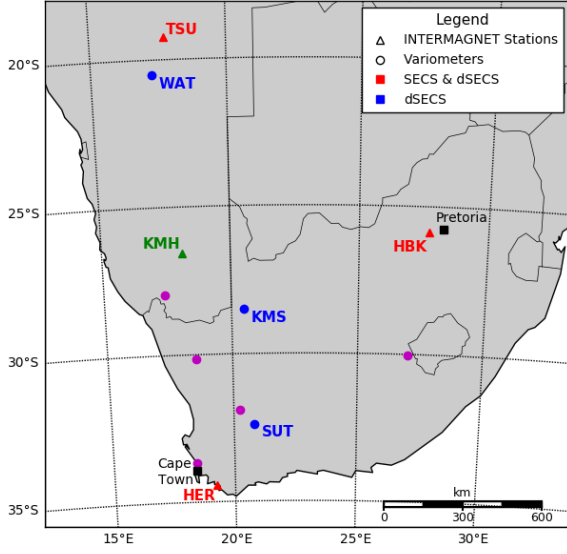 TSU
Legend
INTERMAGNET Stations
Variometers
SECS & dSECS
dSECS
20°S
WAT
25°S
Pretoria
KMH
HBK
KMS
30°S
SUT
Cape
Town
HER
km
0 300 600
35°S
15°E 20°E 25°E 30°E